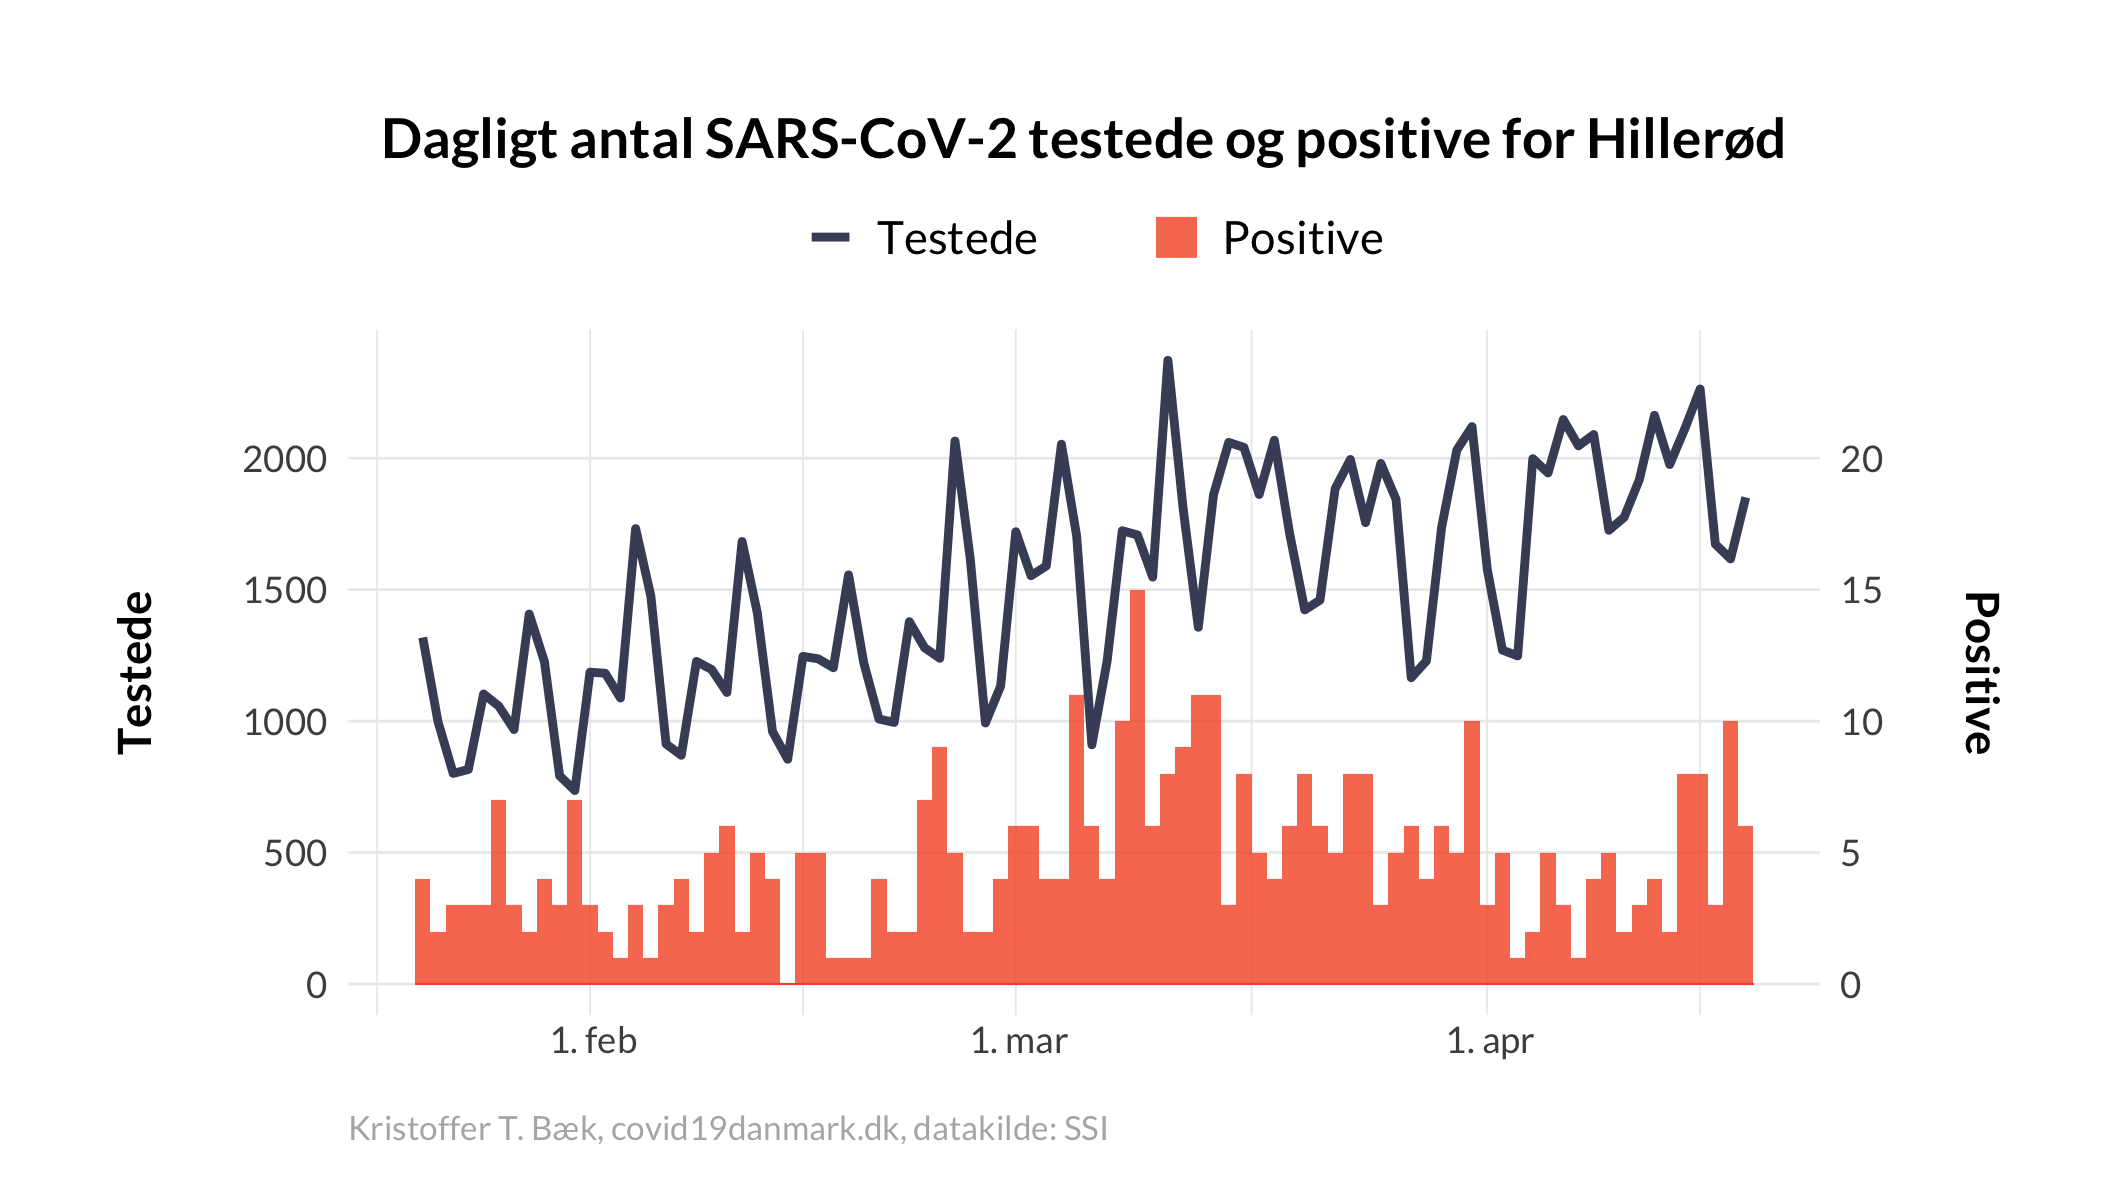 Dagligt antal SARS-CoV-2 testede og positive for Hillerød
Testede
Positive
2000
1500
1000
500
0
20
15
10
5
0
Testede
Positive
1. feb
1. mar
1. apr
Kristoffer T. Bæk, covid19danmark.dk, datakilde: SSI